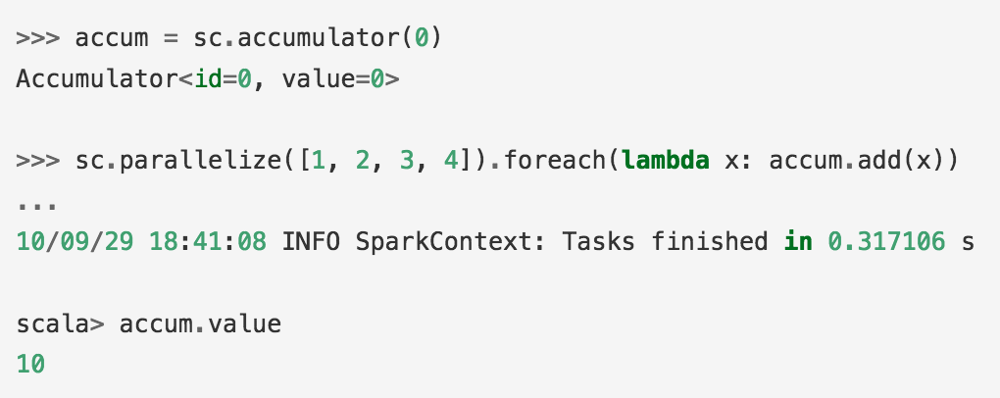 >>> accum = sc.accumulator(0)
Accumulator<id=0, value=0>
>>> sc.parallelize([1, 2, 3, 4]).foreach(lambda x: accum.add(x))
...
10/09/29 18:41:08 INFO SparkContext: Tasks finished in 0.317106 s
scala> accum.value
10